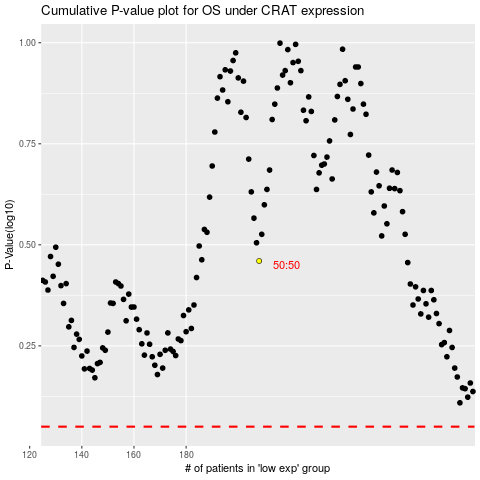 Cumulative P-value plot for OS under CRAT expression
P-Value(log10)
1.00
0.75
0.50
0.25
50:50
120 140 160 180
# of patients in 'low exp' group